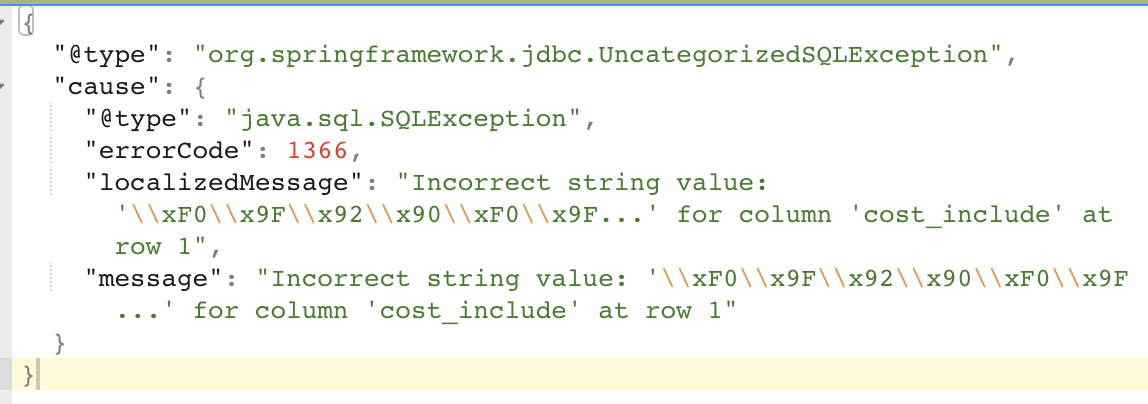 {
"@type": "org.springframework.jdbc.UncategorizedSQLException",
"cause": {
"@type": "java.sql.SQLException",
"errorCode": 1366,
"localizedMessage": "Incorrect string value:
'\\xF0\\x9F\\x92\\x90\\xF0\\x9F...' for column 'cost_include' at
row 1",
"message": "Incorrect string value: '\\xF0\\x9F\\x92\\x90\\xF0\\x9F
...' for column 'cost_include' at row 1"
}
}